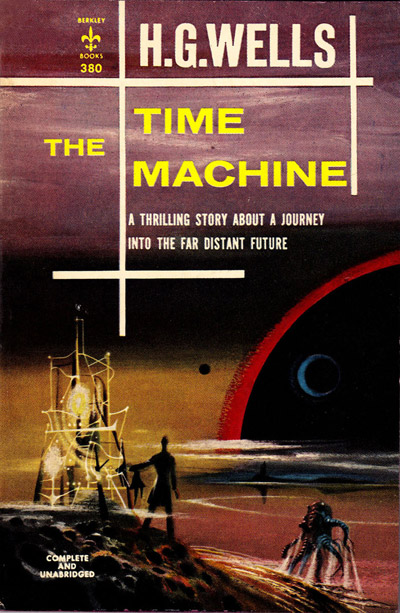 BERKLEY
BOOKS
380
H.G.WELLS
THE TIME
MACHINE
A THRILLING STORY ABOUT A JOURNEY
INTO THE FAR DISTANT FUTURE
COMPLETE
AND
UNABRIDGED